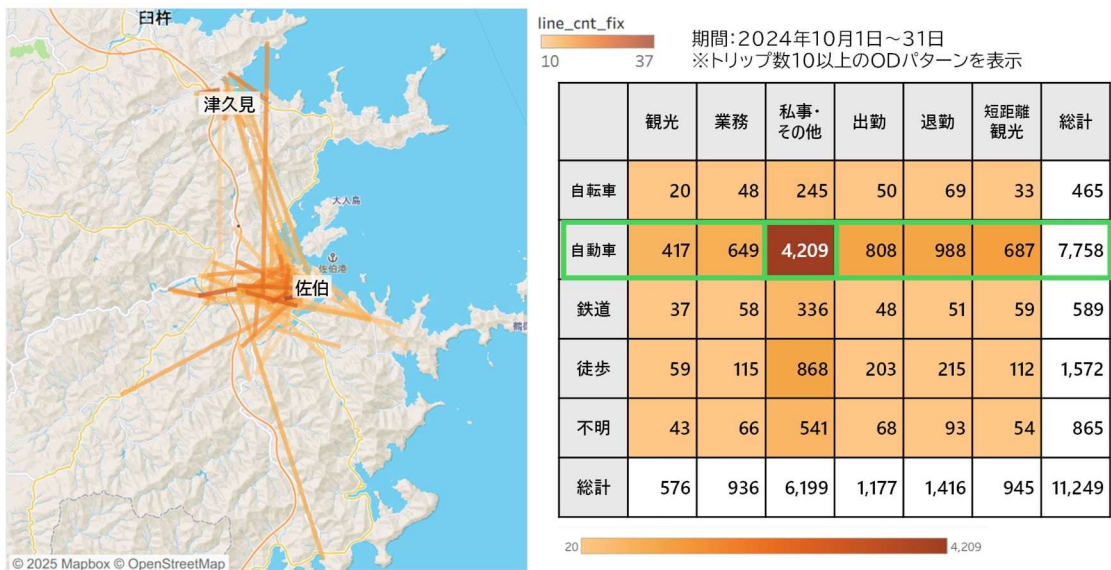 臼杵
津久見
大入島
佐伯港
佐伯
© 2025 Mapbox © OpenStreetMap
line_cnt_fix
10 37
期間:2024年10月1日~31日
※トリップ数10以上のODパターンを表示
観光 業務 私事・その他 出勤 退勤 短距離観光 総計
自転車 20 48 245 50 69 33 465
自動車 417 649 4,209 808 988 687 7,758
鉄道 37 58 336 48 51 59 589
徒歩 59 115 868 203 215 112 1,572
不明 43 66 541 68 93 54 865
総計 576 936 6,199 1,177 1,416 945 11,249
20 4,209